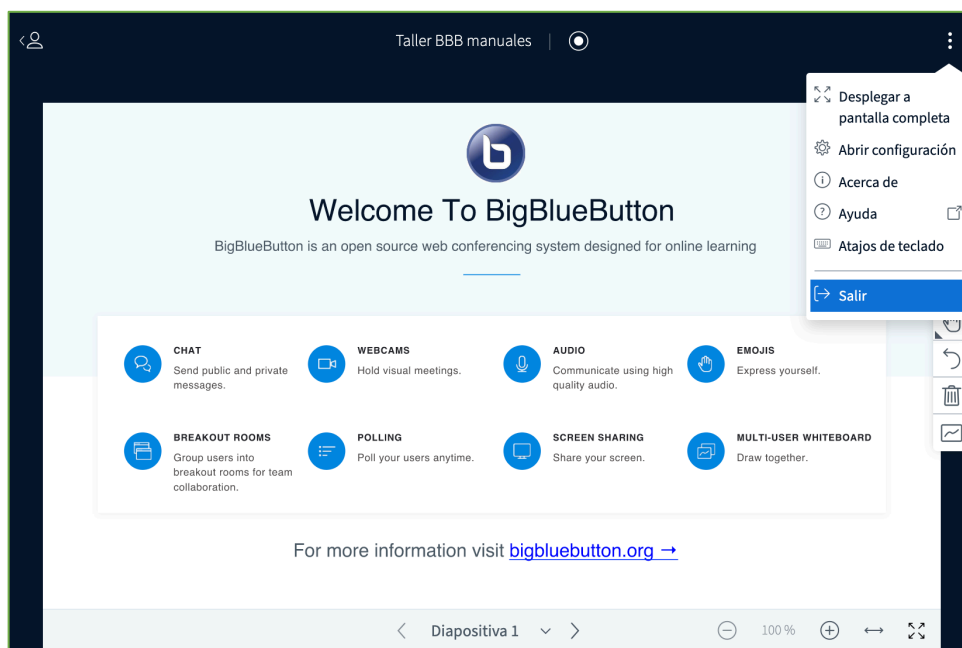 Taller BBB manuales
Desplegar a
pantalla completa
Abrir configuración
Acerca de
Ayuda
Atajos de teclado
Salir
Welcome To BigBlueButton
BigBlueButton is an open source web conferencing system designed for online learning
CHAT
Send public and private
messages.
WEBCAMS
Hold visual meetings.
AUDIO
Communicate using high
quality audio.
EMOJIS
Express yourself.
BREAKOUT ROOMS
Group users into
breakout rooms for team
collaboration.
POLLING
Poll your users anytime.
SCREEN SHARING
Share your screen.
MULTI-USER WHITEBOARD
Draw together.
For more information visit bigbluebutton.org →
Diapositiva 1
100 %